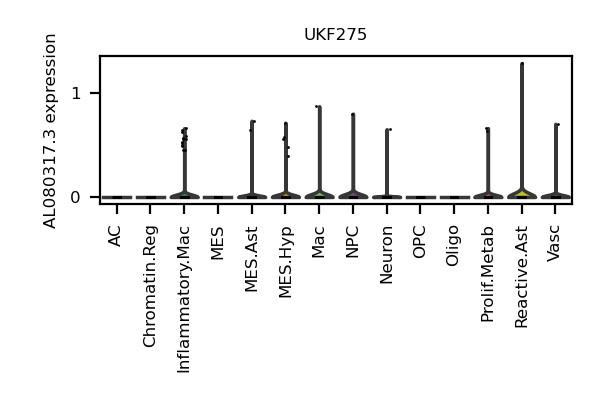 UKF275
AL080317.3 expression
1
0
AC
Chromatin.Reg
Inflammatory.Mac
MES
MES.Ast
MES.Hyp
Mac
NPC
Neuron
OPC
Oligo
Prolif.Metab
Reactive.Ast
Vasc